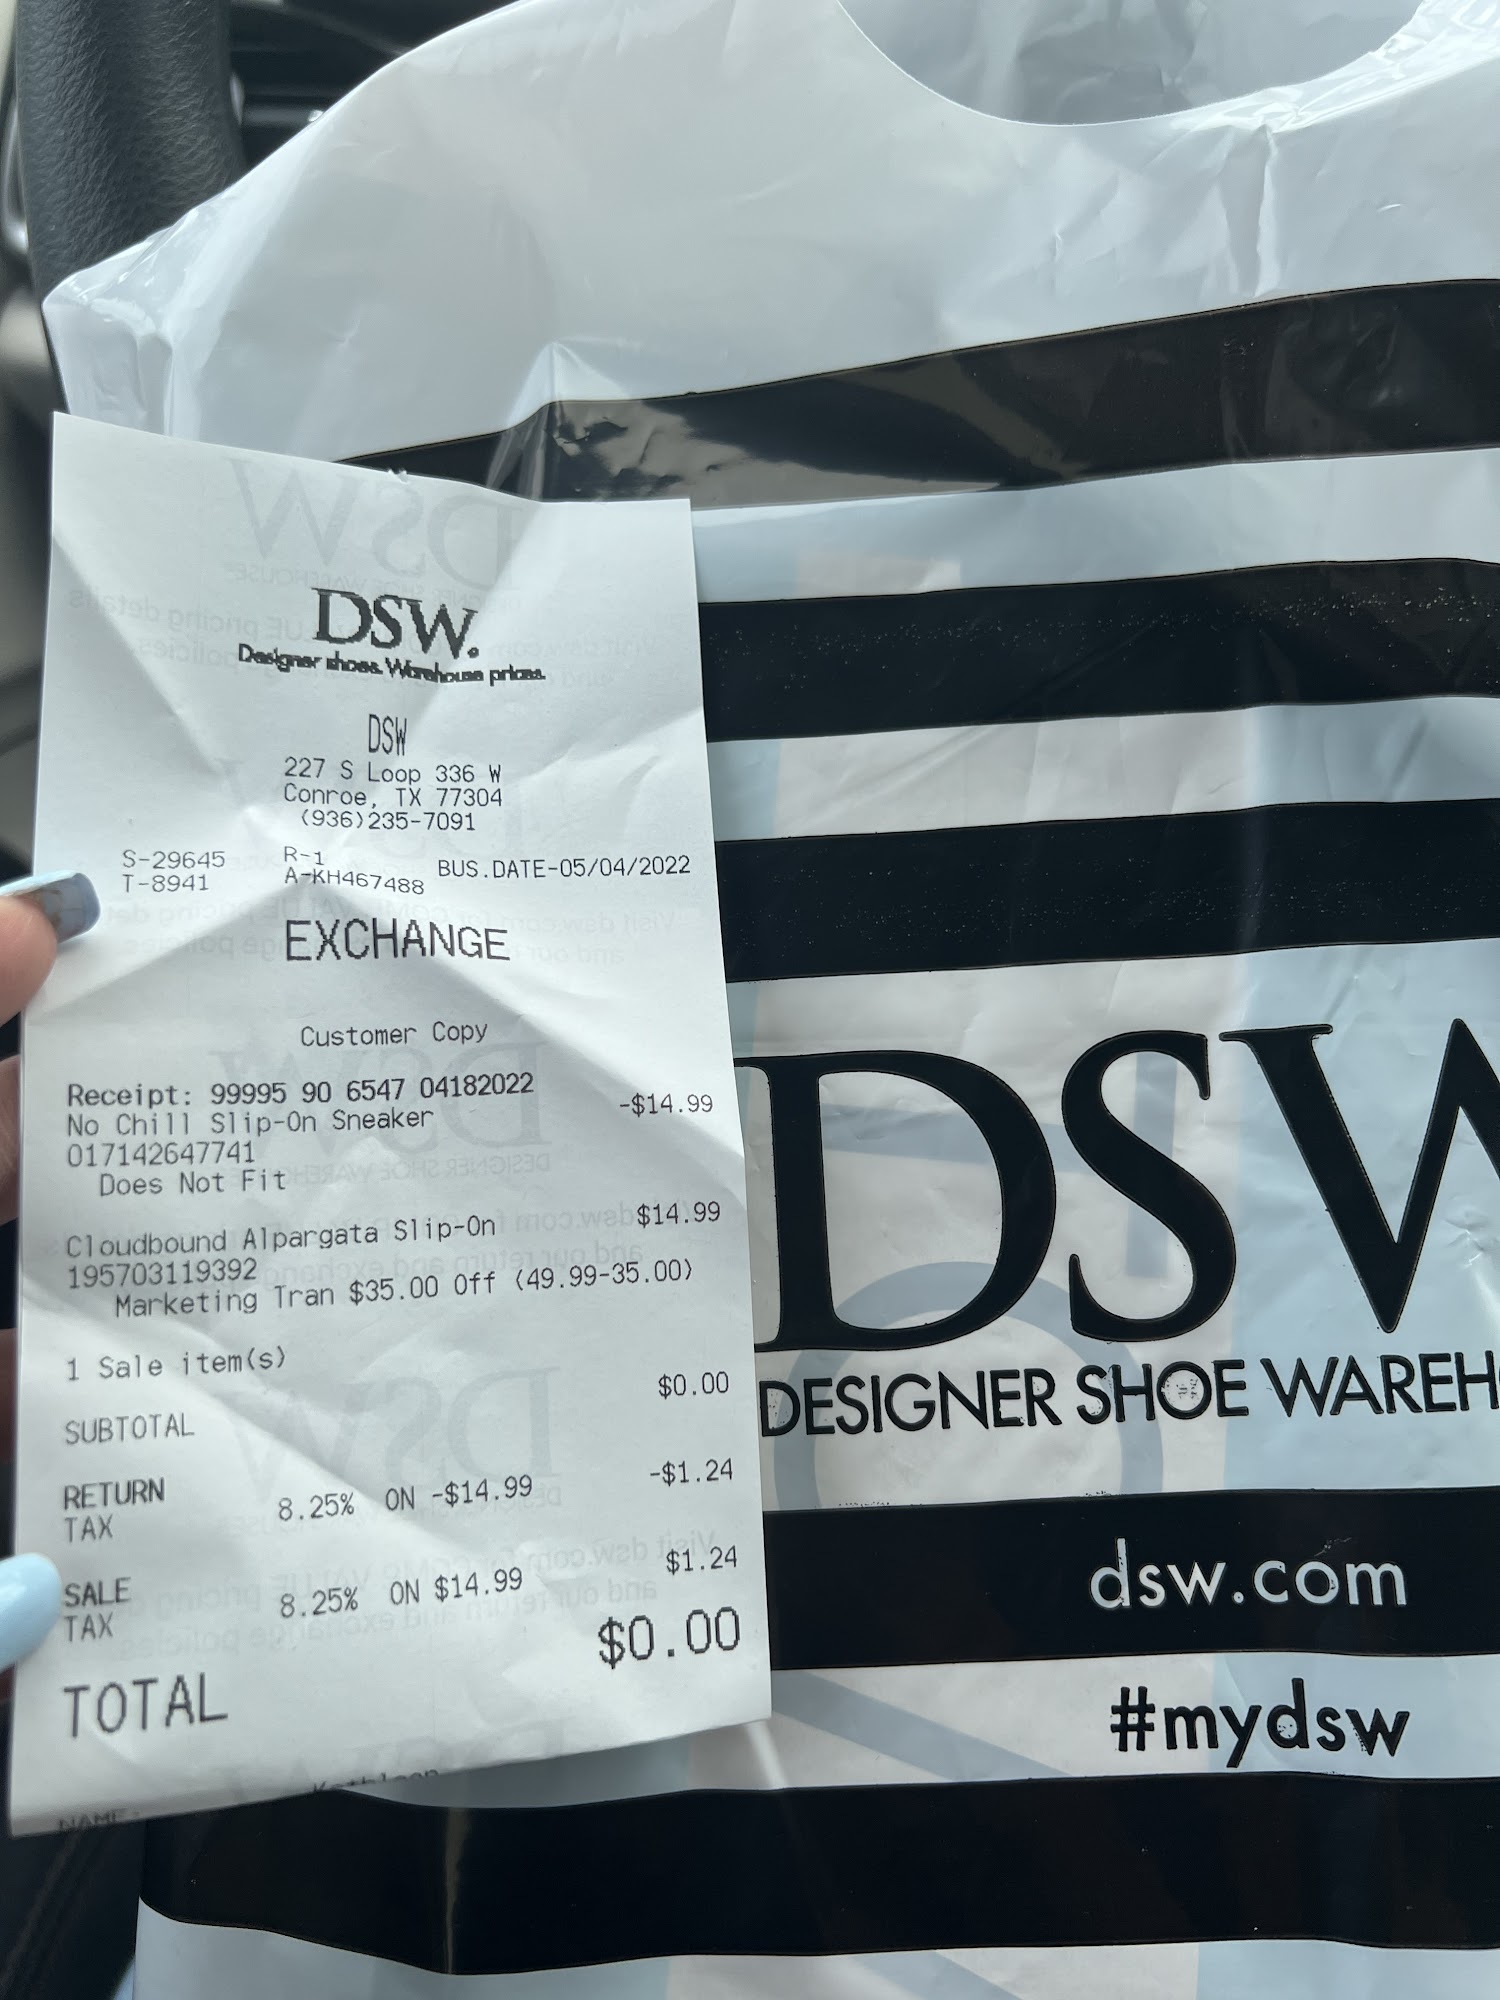 DSW.
Designer shoes. Warehouse prices.
DSW
227 S Loop 336 W
Conroe, TX 77304
(936)235-7091
S-29645 R-1 BUS.DATE-05/04/2022
T-8941 A-KH467488
EXCHANGE
Customer Copy
Receipt: 99995 90 6547 04182022
No Chill Slip-On Sneaker -$14.99
017142647741
Does Not Fit
Cloudbound Alpargata Slip-On $14.99
195703119392
Marketing Tran $35.00 Off (49.99-35.00)
1 Sale item(s)
SUBTOTAL $0.00
RETURN
TAX 8.25% ON -$14.99 -$1.24
SALE
TAX 8.25% ON $14.99 $1.24
TOTAL $0.00
NAME: Kathleen
DSW
DESIGNER SHOE WAREH
dsw.com
#mydsw